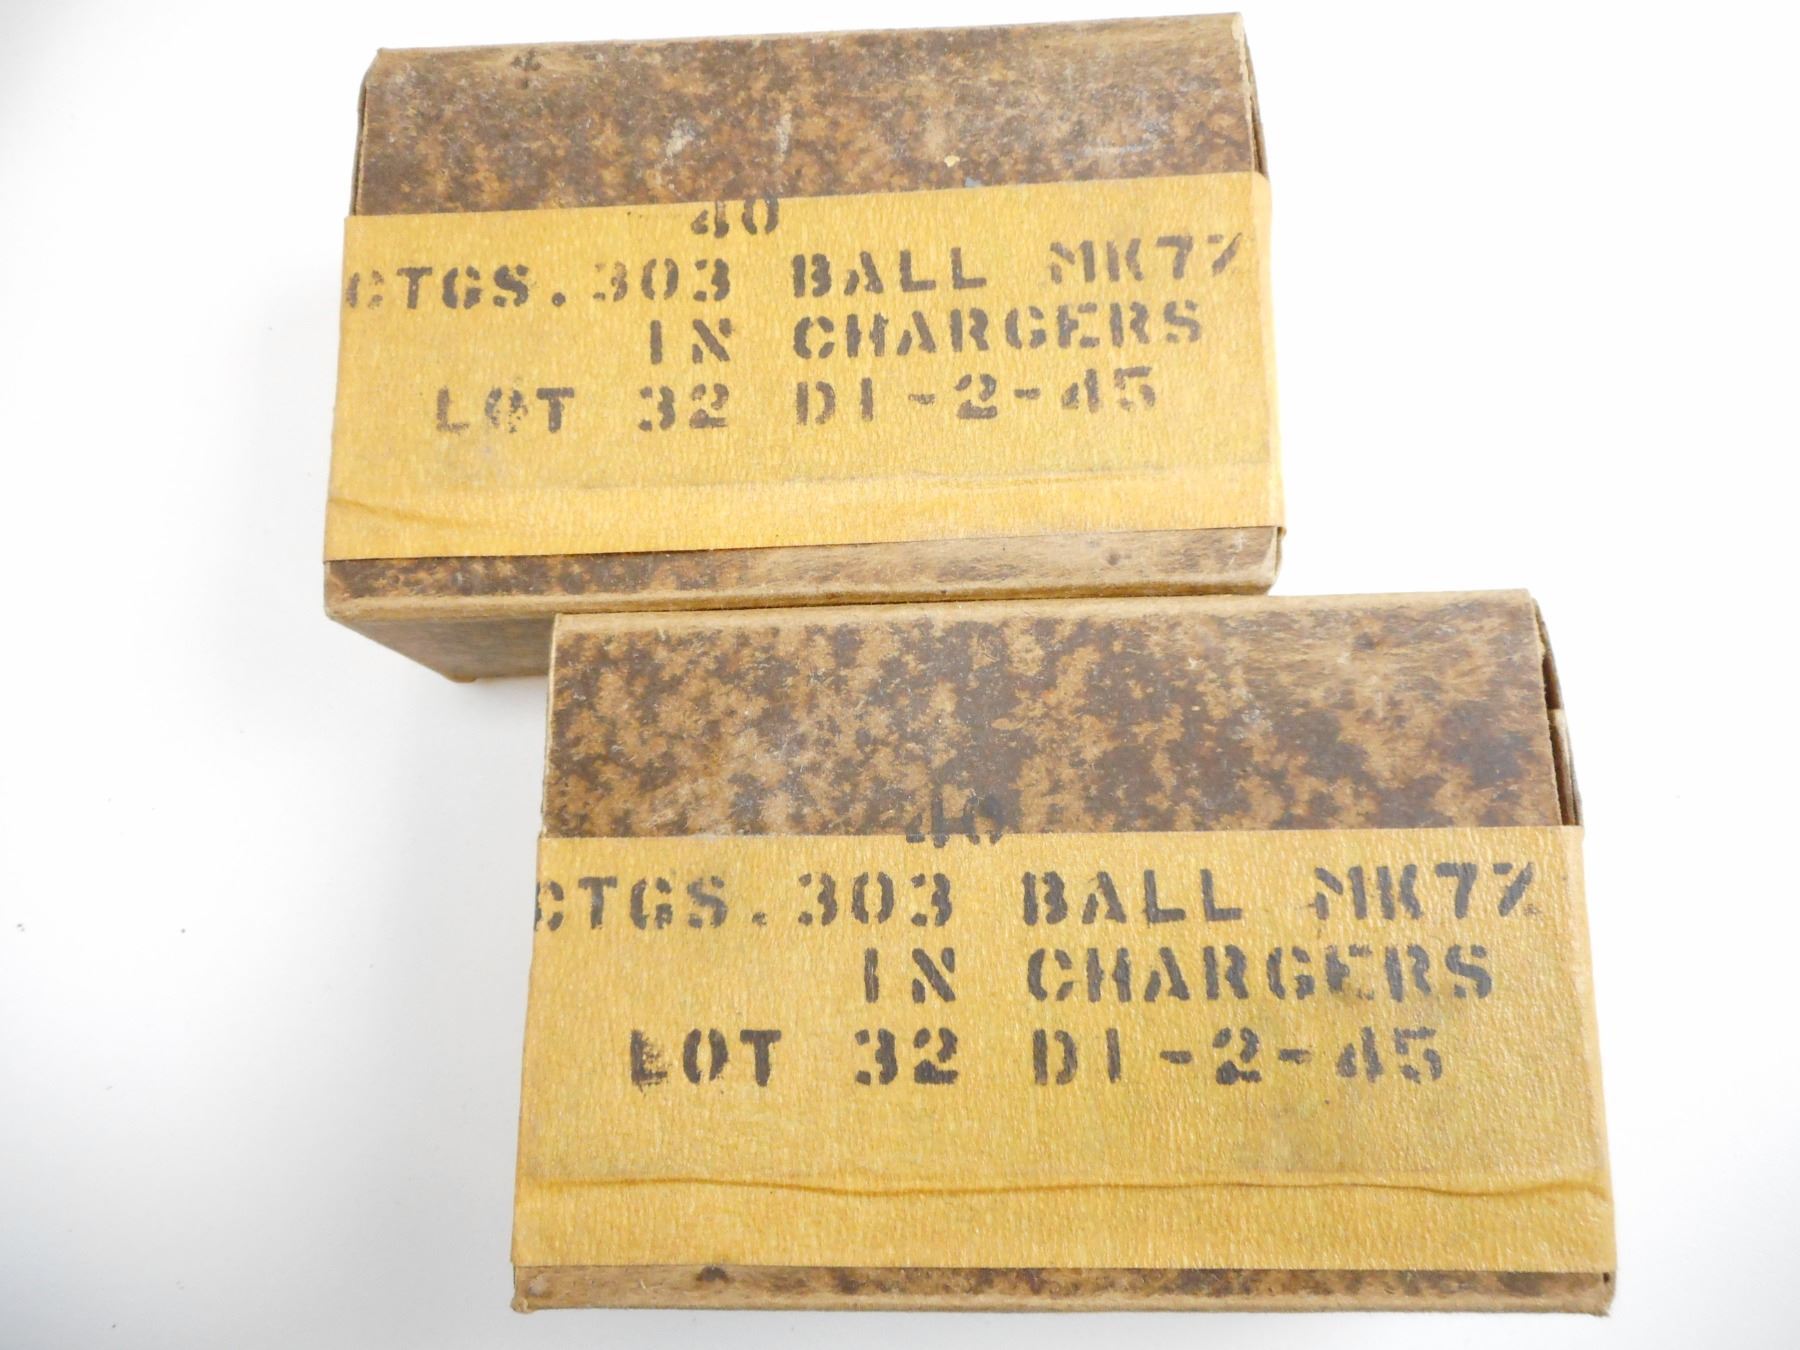 40
CTGS.303 BALL MK7Z
IN CHARGERS
LOT 32 DI-2-45
40
CTGS.303 BALL MK7Z
IN CHARGERS
LOT 32 DI-2-45